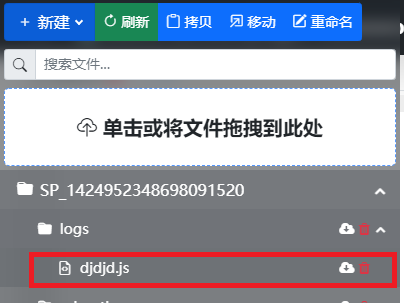 + 新建 刷新 拷贝 移动 重命名
搜索文件...
单击或将文件拖拽到此处
SP_1424952348698091520
logs
djdjd.js